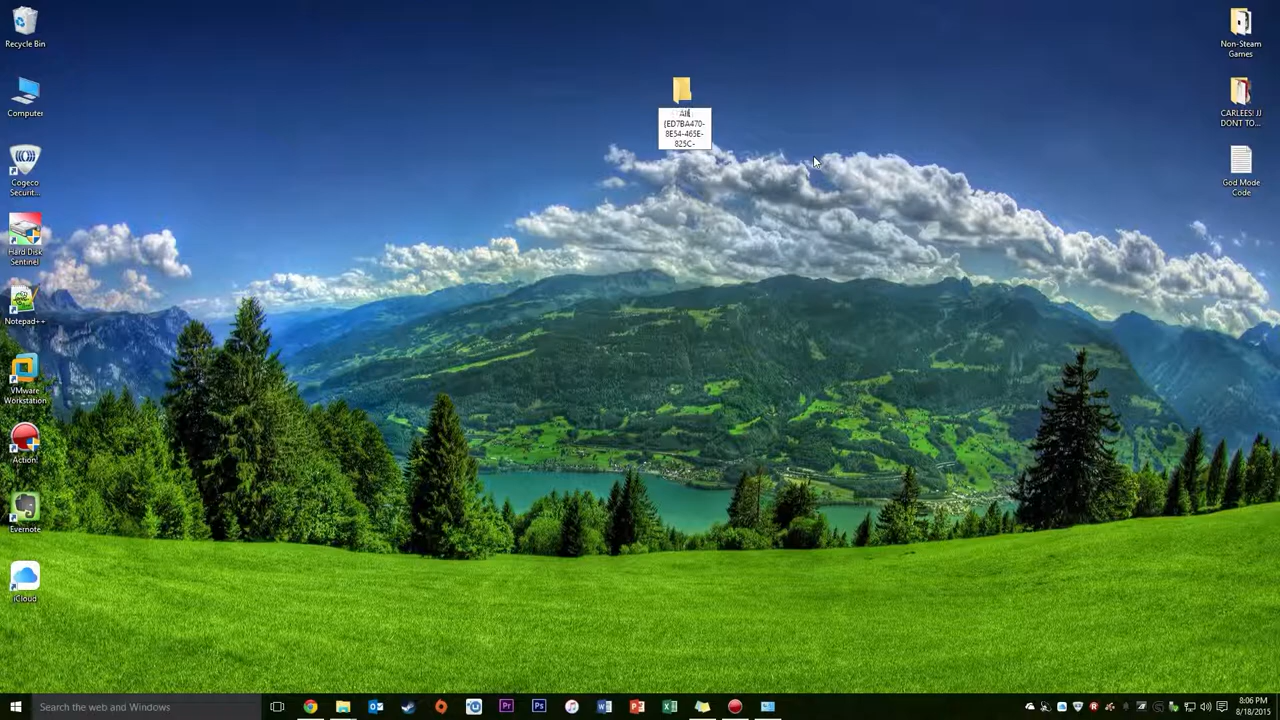 Recycle Bin
Computer
Cogeco
Securit...
Hard Disk
Sentinel
Notepad++
VMware
Workstation
Action!
Evernote
iCloud
{ED7BA470-
8E54-465E-
825C-
Non-Steam
Games
CARLEES! JJ
DONT TO...
God Mode
Code
Search the web and Windows
8:06 PM
8/18/2015